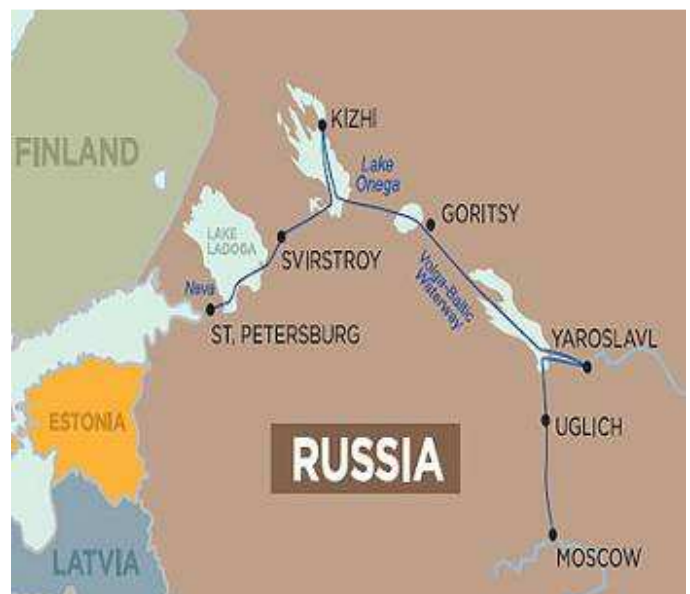 KIZHI
FINLAND
Lake
Onega
GORITSY
LAKE
LADOGA
SVIRSTROY
Volga-Baltic
Waterway
Neva
ST. PETERSBURG
YAROSLAVL
ESTONIA
UGLICH
RUSSIA
MOSCOW
LATVIA